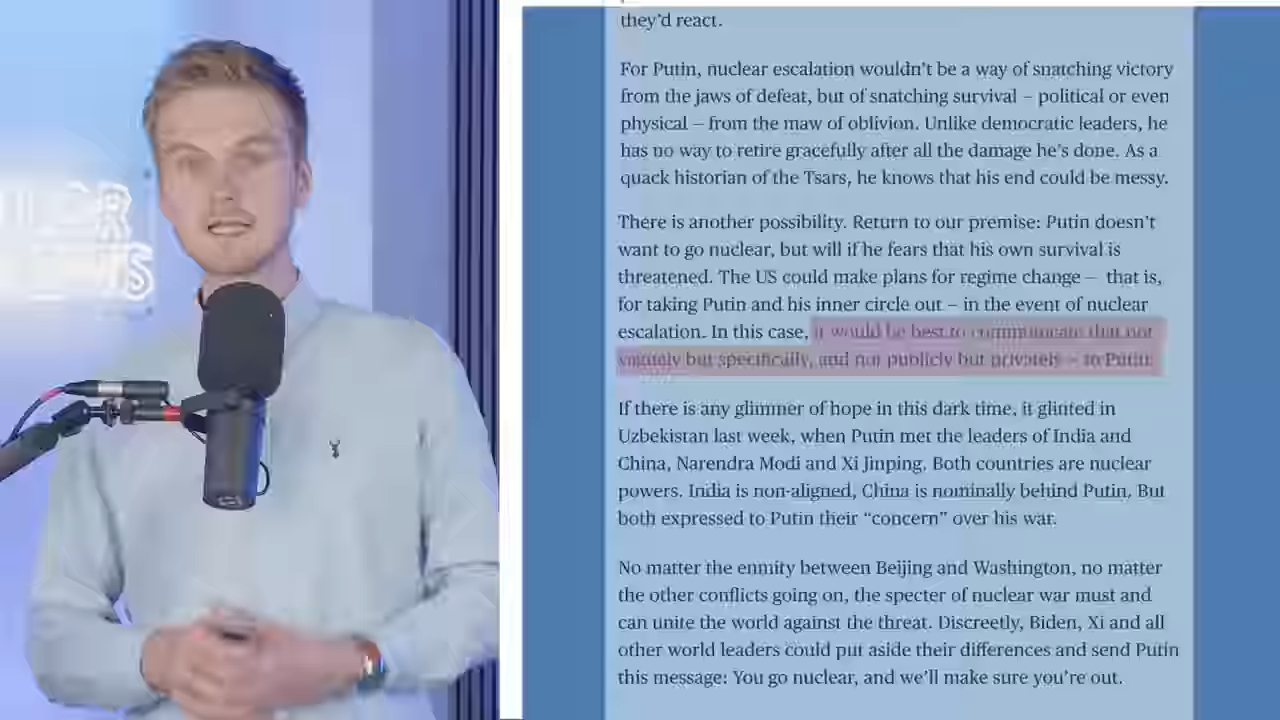 they'd react.
For Putin, nuclear escalation wouldn't be a way of snatching victory
from the jaws of defeat, but of snatching survival – political or even
physical – from the maw of oblivion. Unlike democratic leaders, he
has no way to retire gracefully after all the damage he's done. As a
quack historian of the Tsars, he knows that his end could be messy.
There is another possibility. Return to our premise: Putin doesn't
want to go nuclear, but will if he fears that his own survival is
threatened. The US could make plans for regime change – that is,
for taking Putin and his inner circle out – in the event of nuclear
escalation. In this case, it would be best to communicate that not
vaguely but specifically, and not publicly but privately – to Putin.
If there is any glimmer of hope in this dark time, it glinted in
Uzbekistan last week, when Putin met the leaders of India and
China, Narendra Modi and Xi Jinping. Both countries are nuclear
powers. India is non-aligned, China is nominally behind Putin. But
both expressed to Putin their “concern” over his war.
No matter the enmity between Beijing and Washington, no matter
the other conflicts going on, the specter of nuclear war must and
can unite the world against the threat. Discreetly, Biden, Xi and all
other world leaders could put aside their differences and send Putin
this message: You go nuclear, and we'll make sure you're out.